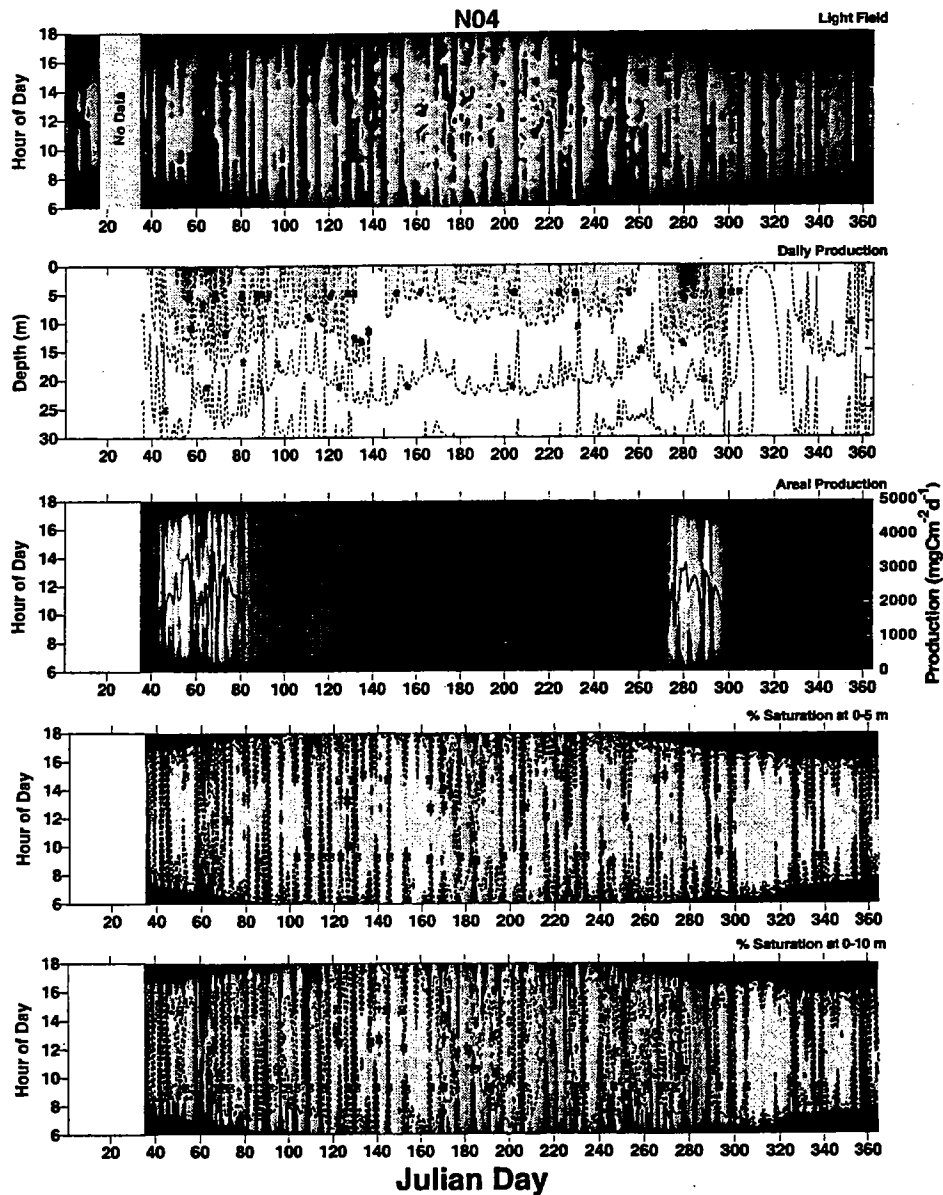 N04
Light Field
18
16
14
12
10
8
6
Hour of Day
No Data
20 40 60 80 100 120 140 160 180 200 220 240 260 280 300 320 340 360
Daily Production
0
5
10
15
20
25
30
Depth (m)
20 40 60 80 100 120 140 160 180 200 220 240 260 280 300 320 340 360
Areal Production
18
16
14
12
10
8
6
Hour of Day
5000
4000
3000
2000
1000
0
Production (mgCm-2d-1)
20 40 60 80 100 120 140 160 180 200 220 240 260 280 300 320 340 360
% Saturation at 0-5 m
18
16
14
12
10
8
6
Hour of Day
20 40 60 80 100 120 140 160 180 200 220 240 260 280 300 320 340 360
% Saturation at 0-10 m
18
16
14
12
10
8
6
Hour of Day
20 40 60 80 100 120 140 160 180 200 220 240 260 280 300 320 340 360
Julian Day